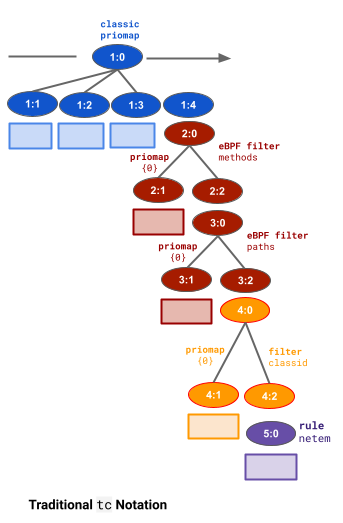 classic
priomap
1:0
1:1
1:2
1:3
1:4
2:0
priomap
{0}
eBPF filter
methods
2:1
2:2
3:0
priomap
{0}
eBPF filter
paths
3:1
3:2
4:0
priomap
{0}
filter
classid
4:1
4:2
5:0
rule
netem
Traditional tc Notation